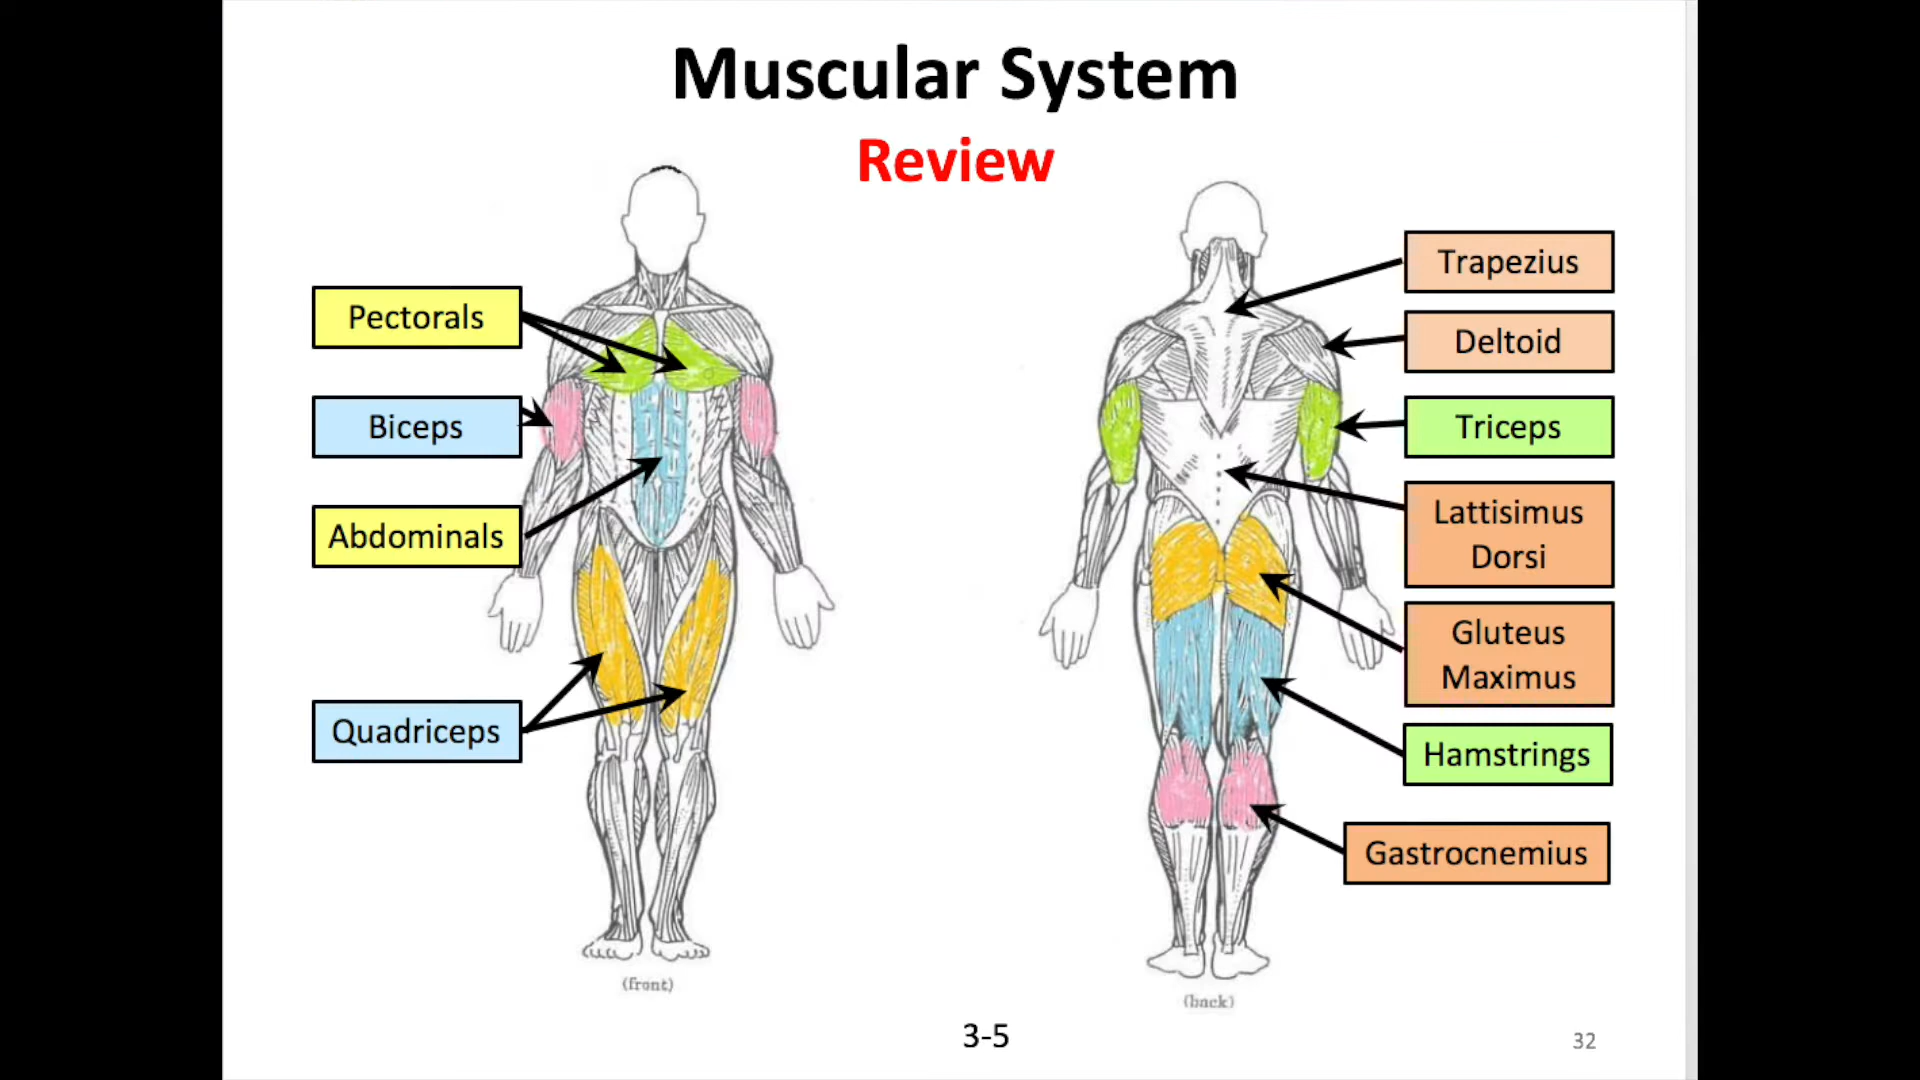 Muscular System
Review
Pectorals
Biceps
Abdominals
Quadriceps
(front)
Trapezius
Deltoid
Triceps
Lattisimus
Dorsi
Gluteus
Maximus
Hamstrings
Gastrocnemius
(back)
3-5
32